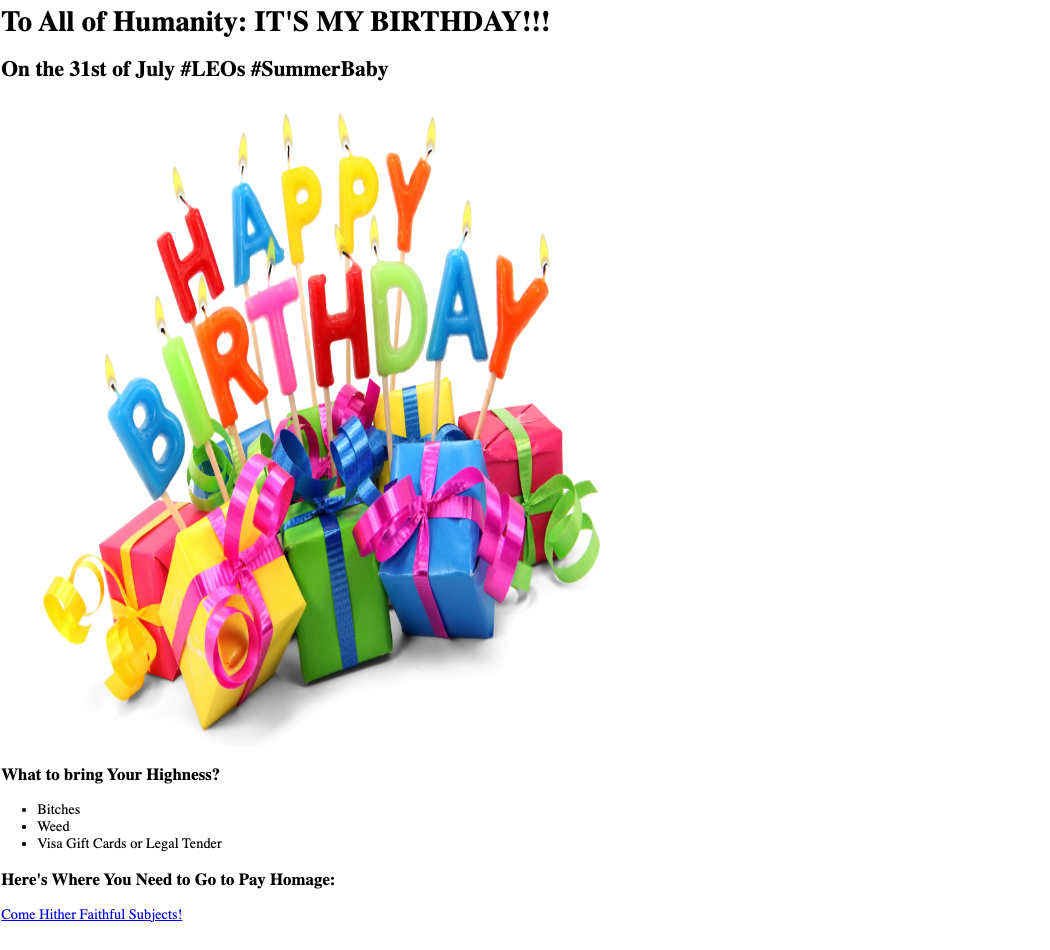 To All of Humanity: IT'S MY BIRTHDAY!!!
On the 31st of July #LEOs #SummerBaby
HAPPY
BIRTHDAY
What to bring Your Highness?
Bitches
Weed
Visa Gift Cards or Legal Tender
Here's Where You Need to Go to Pay Homage:
Come Hither Faithful Subjects!